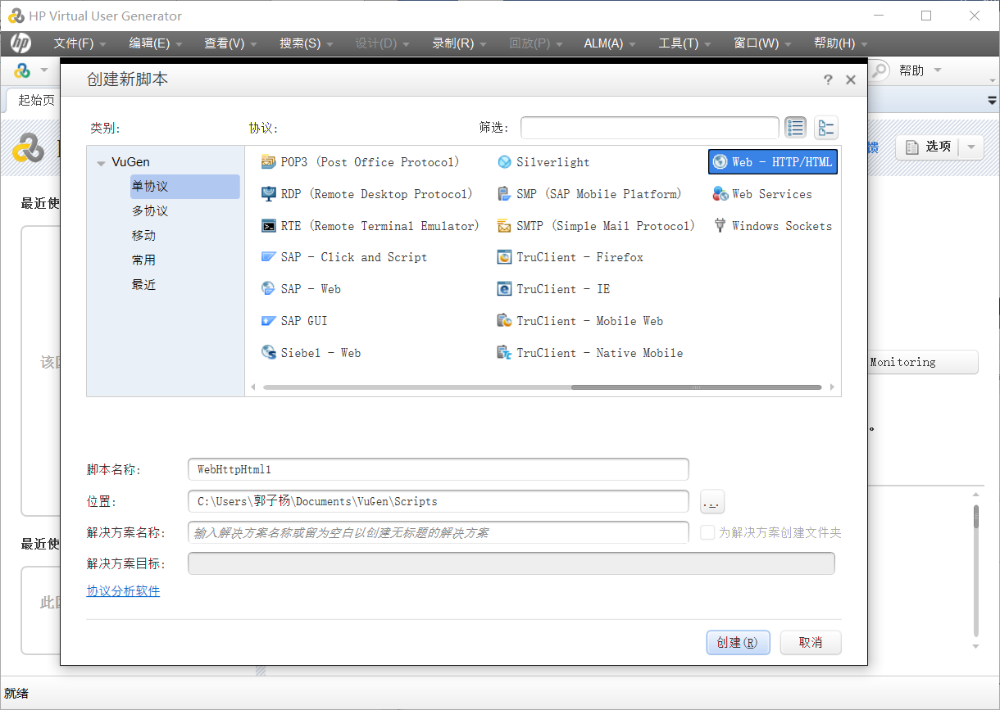 HP Virtual User Generator
文件(F) 编辑(E) 查看(V) 搜索(S) 设计(D) 录制(R) 回放(P) ALM(A) 工具(T) 窗口(W) 帮助(H)
帮助
起始页
创建新脚本
选项
最近使
类别:
协议:
筛选:
VuGen
单协议
多协议
移动
常用
最近
POP3 (Post Office Protocol)
RDP (Remote Desktop Protocol)
RTE (Remote Terminal Emulator)
SAP - Click and Script
SAP - Web
SAP GUI
Siebel - Web
Silverlight
SMP (SAP Mobile Platform)
SMTP (Simple Mail Protocol)
TruClient - Firefox
TruClient - IE
TruClient - Mobile Web
TruClient - Native Mobile
Web - HTTP/HTML
Web Services
Windows Sockets
Monitoring
脚本名称: WebHttpHtml1
位置: C:\Users\郭子杨\Documents\VuGen\Scripts ...
解决方案名称: 输入解决方案名称或留为空白以创建无标题的解决方案 为解决方案创建文件夹
最近使
解决方案目标:
协议分析软件
创建(R) 取消
就绪